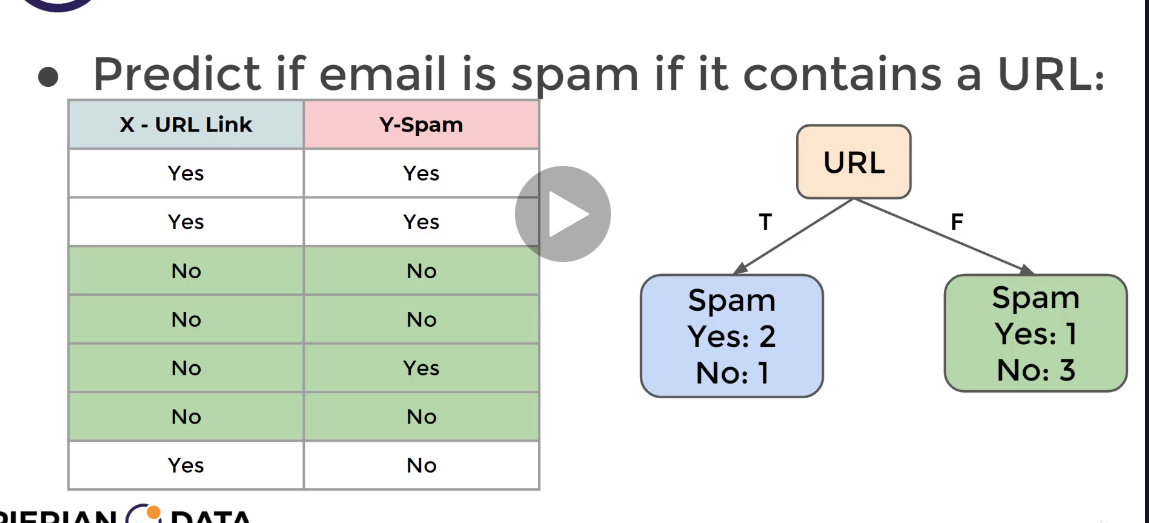 ● Predict if email is spam if it contains a URL:
X - URL Link Y-Spam
Yes Yes
Yes Yes
No No
No No
No Yes
No No
Yes No
URL
T F
Spam
Yes: 2
No: 1
Spam
Yes: 1
No: 3
PIERIAN DATA